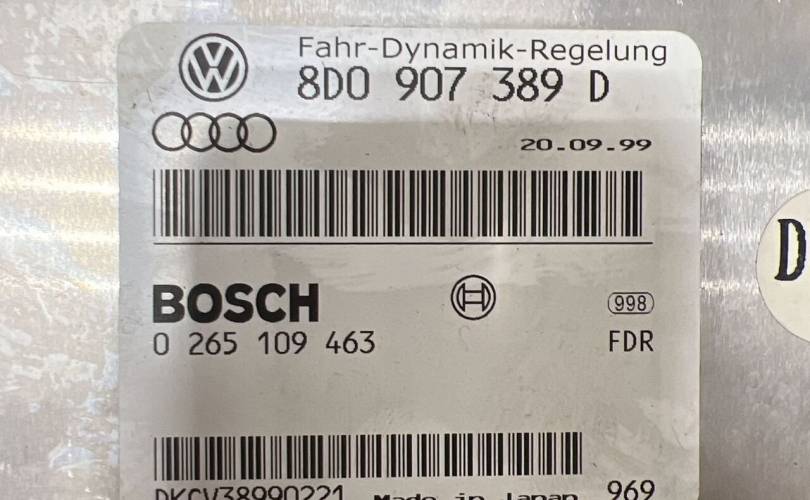 Fahr-Dynamik-Regelung
8D0 907 389 D
20.09.99
BOSCH
998
0 265 109 463
FDR
DKCV38990221 Made in Japan 969
D